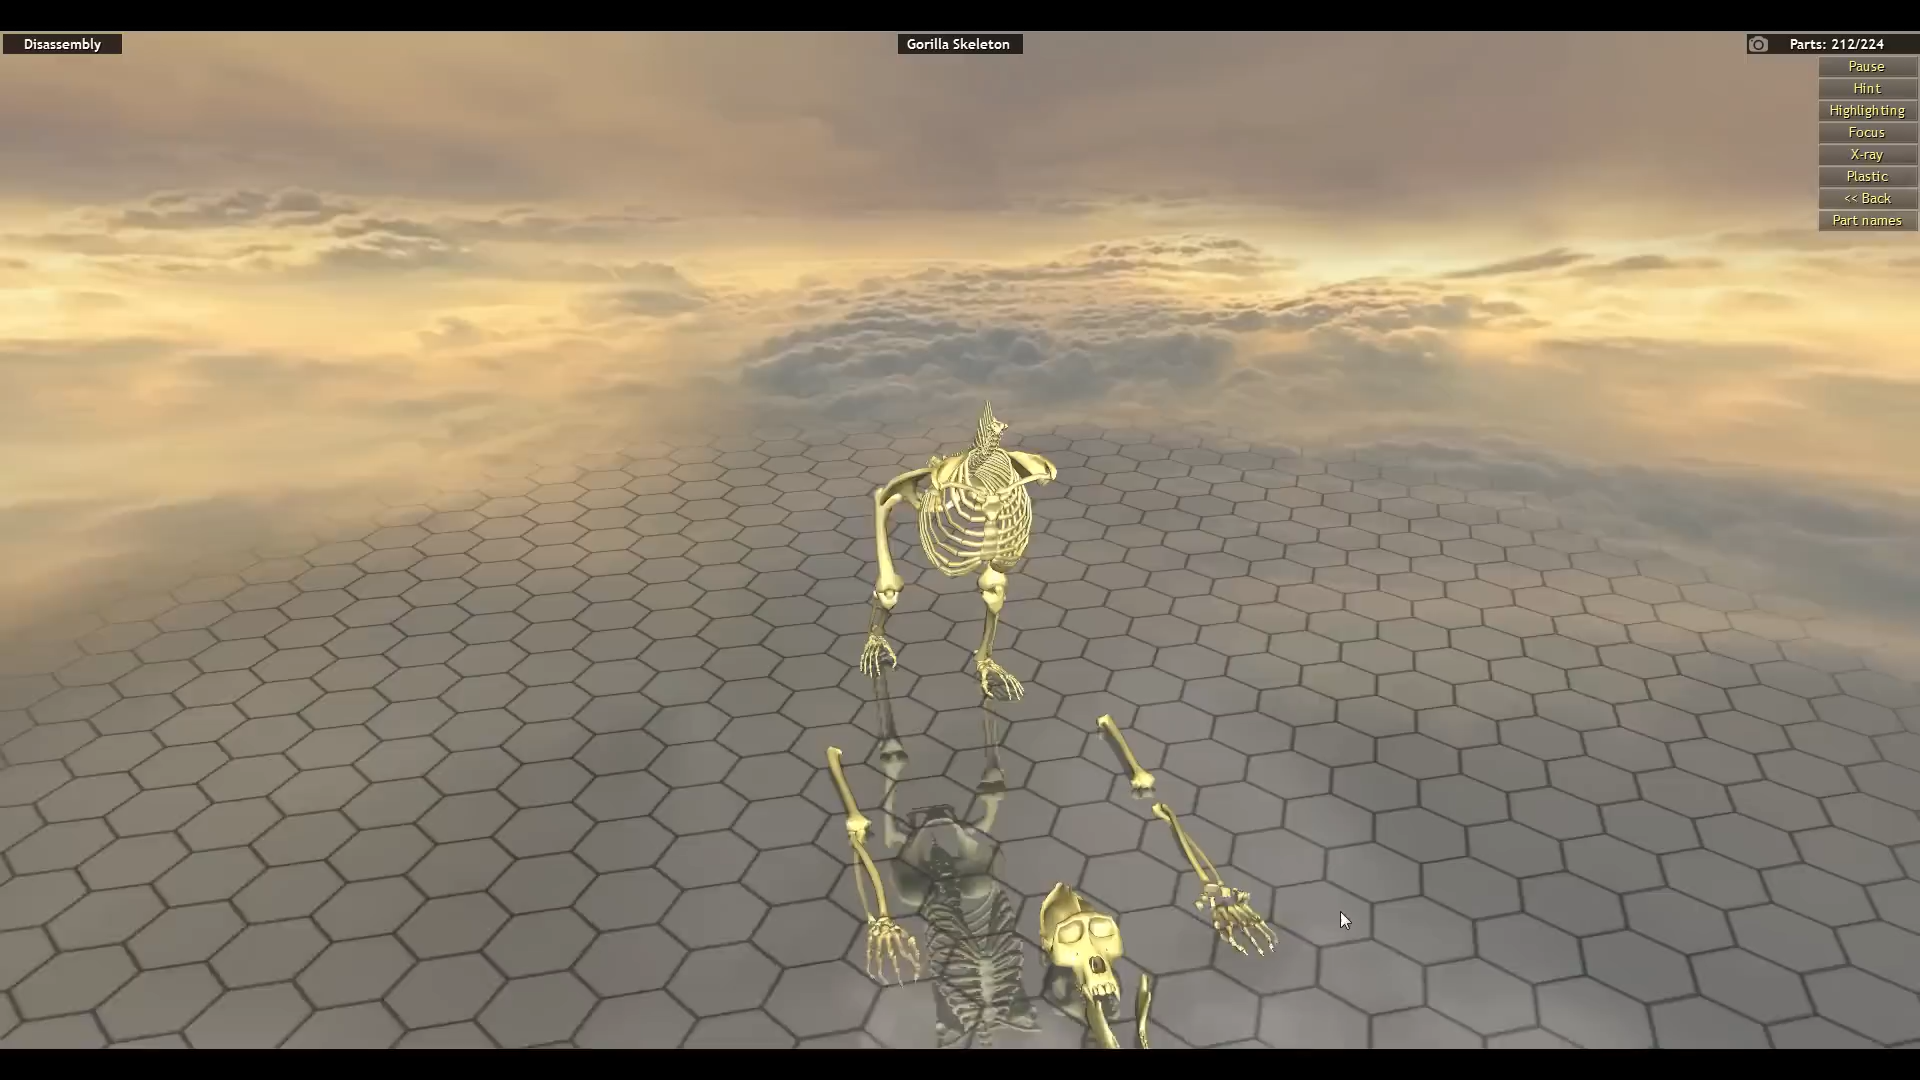 Disassembly
Gorilla Skeleton
Parts: 212/224
Pause
Hint
Highlighting
Focus
X-ray
Plastic
<< Back
Part names